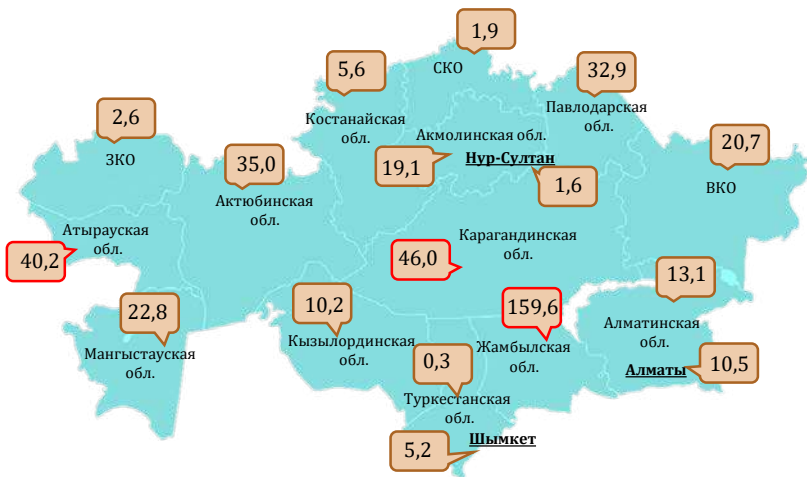 1,9
СКО
5,6
Костанайская
обл.
32,9
Павлодарская
обл.
2,6
ЗКО
35,0
Актюбинская
обл.
Акмолинская обл.
19,1
Нур-Султан
1,6
20,7
ВКО
Атырауская
обл.
40,2
Карагандинская
обл.
46,0
22,8
Мангыстауская
обл.
10,2
Кызылординская
обл.
159,6
Жамбылская
обл.
13,1
Алматинская
обл.
Алматы
10,5
0,3
Туркестанская
обл.
Шымкет
5,2